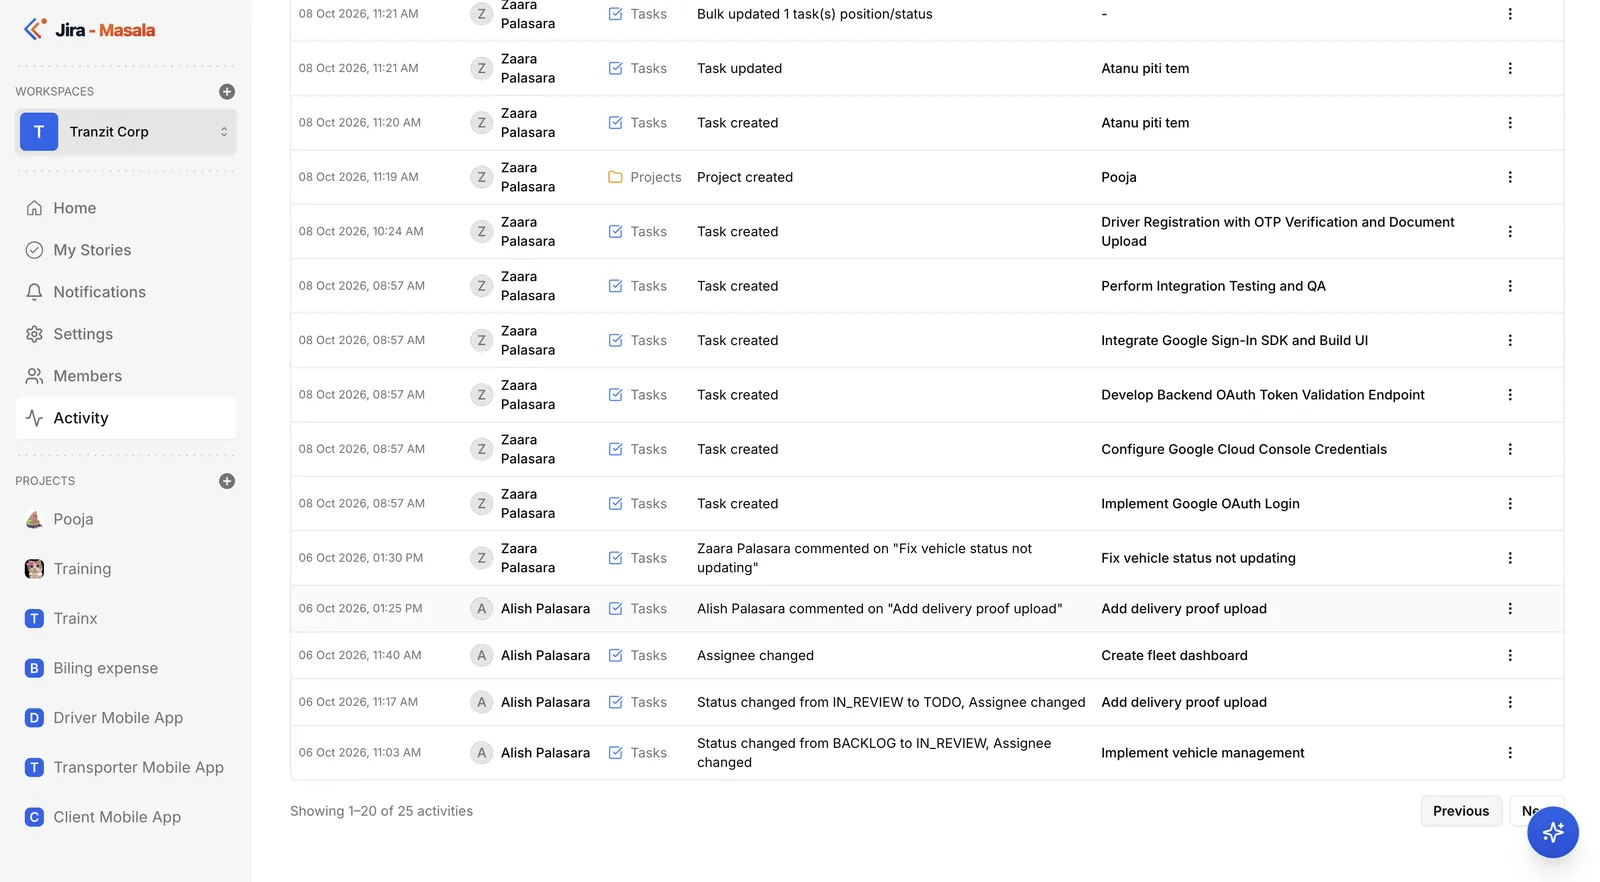 Jira - Masala
WORKSPACES
T
Tranzit Corp
Home
My Stories
Notifications
Settings
Members
Activity
PROJECTS
Pooja
Training
T
Trainx
B
Biling expense
D
Driver Mobile App
T
Transporter Mobile App
C
Client Mobile App
08 Oct 2026, 11:21 AM
Z
Zaara
Palasara
Tasks
Bulk updated 1 task(s) position/status
-
08 Oct 2026, 11:21 AM
Z
Zaara
Palasara
Tasks
Task updated
Atanu piti tem
08 Oct 2026, 11:20 AM
Z
Zaara
Palasara
Tasks
Task created
Atanu piti tem
08 Oct 2026, 11:19 AM
Z
Zaara
Palasara
Projects
Project created
Pooja
08 Oct 2026, 10:24 AM
Z
Zaara
Palasara
Tasks
Task created
Driver Registration with OTP Verification and Document
Upload
08 Oct 2026, 08:57 AM
Z
Zaara
Palasara
Tasks
Task created
Perform Integration Testing and QA
08 Oct 2026, 08:57 AM
Z
Zaara
Palasara
Tasks
Task created
Integrate Google Sign-In SDK and Build UI
08 Oct 2026, 08:57 AM
Z
Zaara
Palasara
Tasks
Task created
Develop Backend OAuth Token Validation Endpoint
08 Oct 2026, 08:57 AM
Z
Zaara
Palasara
Tasks
Task created
Configure Google Cloud Console Credentials
08 Oct 2026, 08:57 AM
Z
Zaara
Palasara
Tasks
Task created
Implement Google OAuth Login
06 Oct 2026, 01:30 PM
Z
Zaara
Palasara
Tasks
Zaara Palasara commented on "Fix vehicle status not
updating"
Fix vehicle status not updating
06 Oct 2026, 01:25 PM
A
Alish Palasara
Tasks
Alish Palasara commented on "Add delivery proof upload"
Add delivery proof upload
06 Oct 2026, 11:40 AM
A
Alish Palasara
Tasks
Assignee changed
Create fleet dashboard
06 Oct 2026, 11:17 AM
A
Alish Palasara
Tasks
Status changed from IN_REVIEW to TODO, Assignee changed
Add delivery proof upload
06 Oct 2026, 11:03 AM
A
Alish Palasara
Tasks
Status changed from BACKLOG to IN_REVIEW, Assignee
changed
Implement vehicle management
Showing 1–20 of 25 activities
Previous